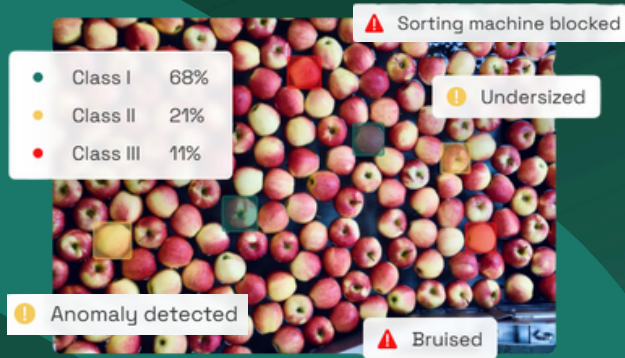 Sorting machine blocked
Class I 68%
Class II 21%
Class III 11%
Undersized
Anomaly detected
Bruised